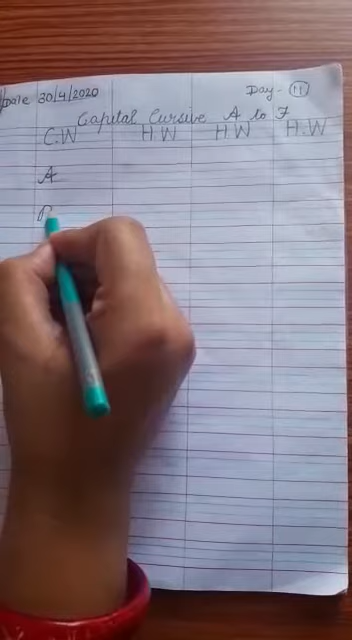 Date 30/4/2020 Day - 11
Capital Cursive A to F
C.W H.W H.W H.W
A